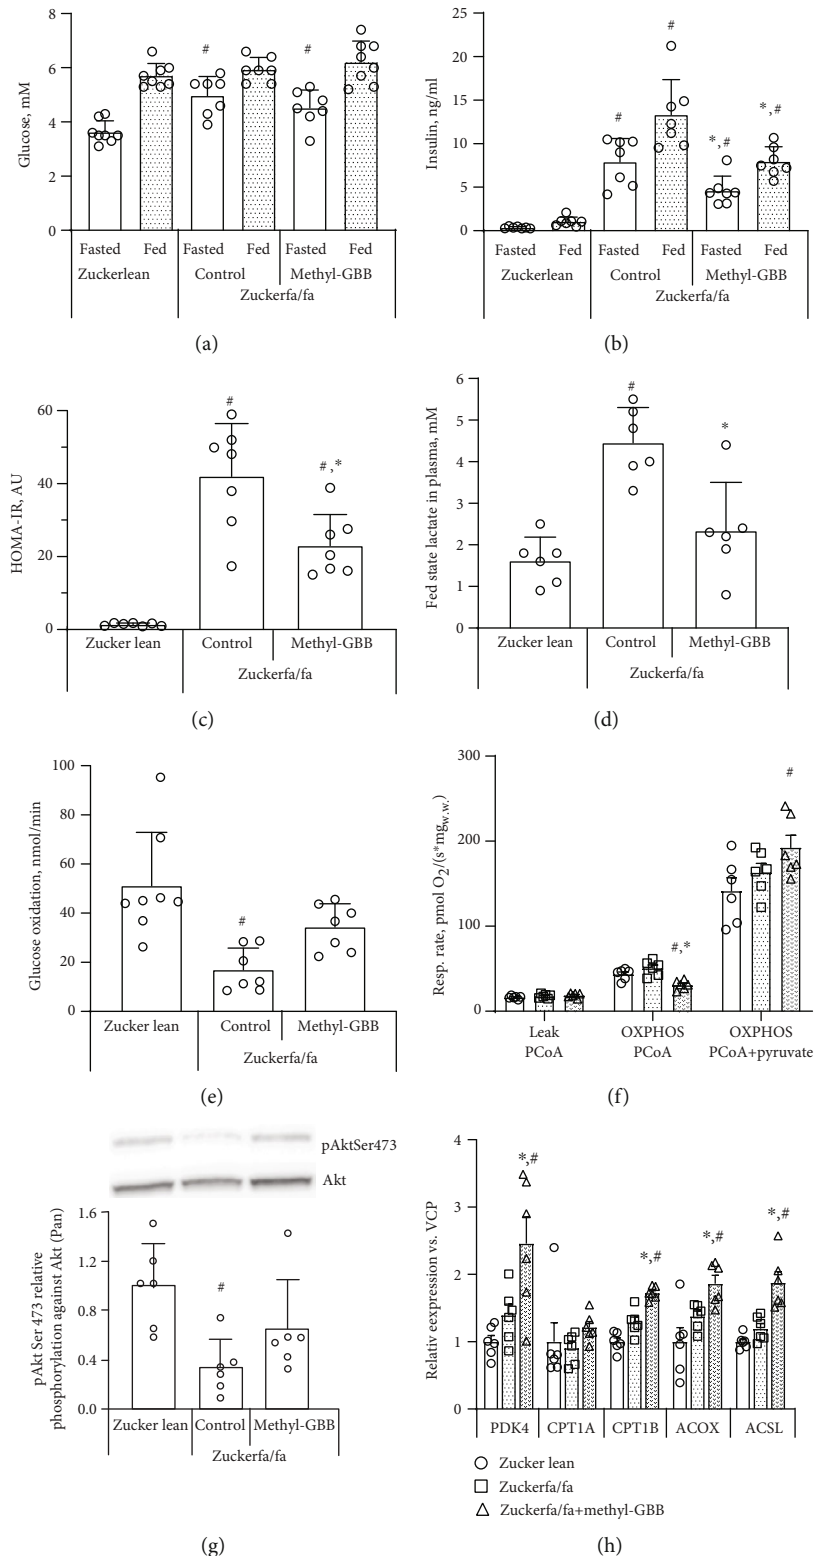 8
6
4
2
0
Glucose, mM
#
#
Fasted Fed Fasted Fed Fasted Fed
Zuckerlean Control Methyl-GBB
Zuckerfa/fa
(a)
25
20
15
10
5
0
Insulin, ng/ml
#
#
*,#
*,#
Fasted Fed Fasted Fed Fasted Fed
Zuckerlean Control Methyl-GBB
Zuckerfa/fa
(b)
60
40
20
0
HOMA-IR, AU
#
#,*
Zucker lean Control Methyl-GBB
Zuckerfa/fa
(c)
6
5
4
3
2
1
0
Fed state lactate in plasma, mM
#
*
Zucker lean Control Methyl-GBB
Zuckerfa/fa
(d)
100
80
60
40
20
0
Glucose oxidation, nmol/min
#
Zucker lean Control Methyl-GBB
Zuckerfa/fa
(e)
300
200
100
0
Resp. rate, pmol O2/(s*mgw.w.)
#,*
#
Leak OXPHOS OXPHOS
PCoA PCoA PCoA+pyruvate
(f)
pAktSer473
Akt
1.6
1.2
0.8
0.4
0.0
pAkt Ser 473 relative
phosphorylation against Akt (Pan)
#
Zucker lean Control Methyl-GBB
Zuckerfa/fa
(g)
4
3
2
1
0
Relative eexpression vs. VCP
*,#
*,#
*,#
*,#
PDK4 CPT1A CPT1B ACOX ACSL
Zucker lean
Zuckerfa/fa
Zuckerfa/fa+methyl-GBB
(h)